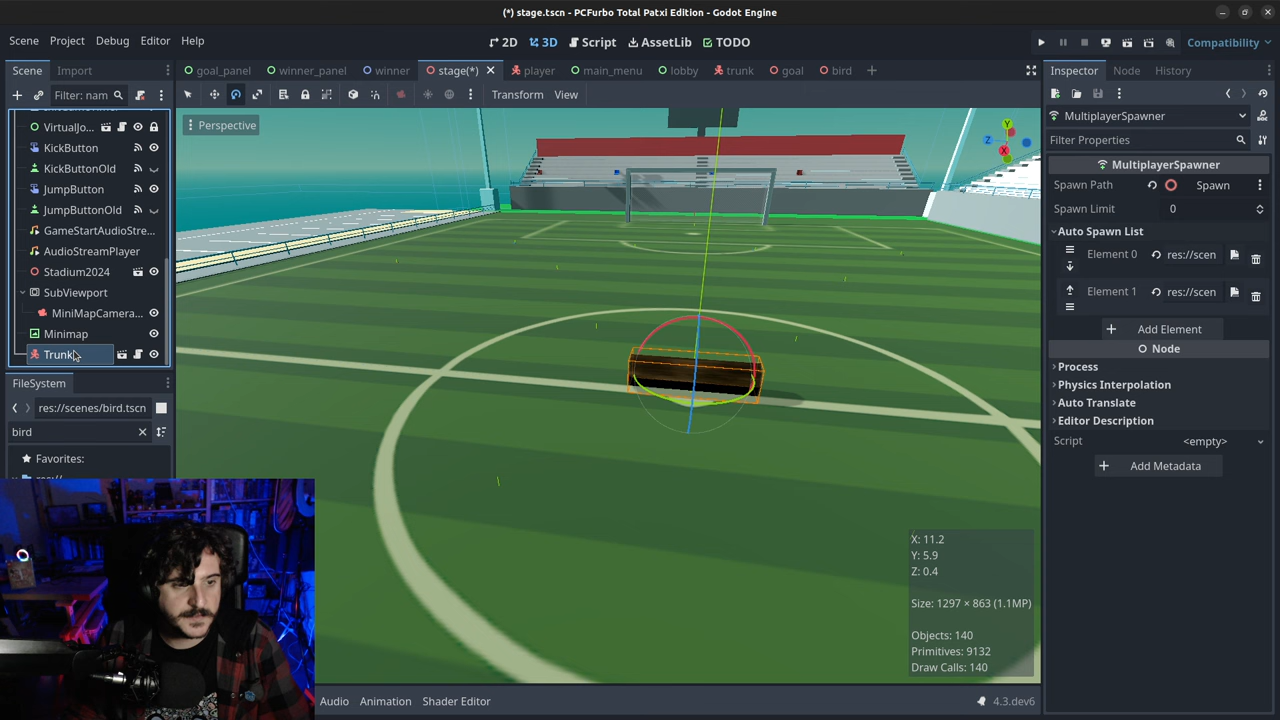 (*) stage.tscn - PCFurbo Total Patxi Edition - Godot Engine
Scene Project Debug Editor Help
2D 3D Script AssetLib TODO
Compatibility
Scene Import
goal_panel winner_panel winner stage(*) player main_menu lobby trunk goal bird
Inspector Node History
Filter: nam
Transform View
Perspective
VirtualJo...
KickButton
KickButtonOld
JumpButton
JumpButtonOld
GameStartAudioStre...
AudioStreamPlayer
Stadium2024
SubViewport
MiniMapCamera...
Minimap
Trunk
FileSystem
res://scenes/bird.tscn
bird
Favorites:
Y
Z
X
X: 11.2
Y: 5.9
Z: 0.4
Size: 1297 × 863 (1.1MP)
Objects: 140
Primitives: 9132
Draw Calls: 140
Audio Animation Shader Editor
4.3.dev6
MultiplayerSpawner
Filter Properties
MultiplayerSpawner
Spawn Path Spawn
Spawn Limit 0
Auto Spawn List
Element 0 res://scen
Element 1 res://scen
Add Element
Node
Process
Physics Interpolation
Auto Translate
Editor Description
Script <empty>
Add Metadata